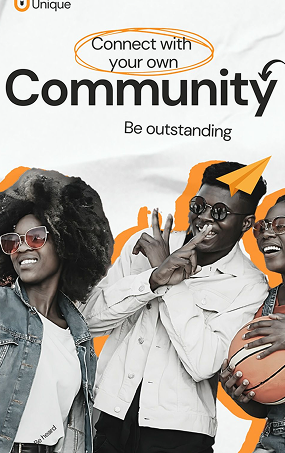 Unique
Connect with
your own
Community
Be outstanding
Be heard